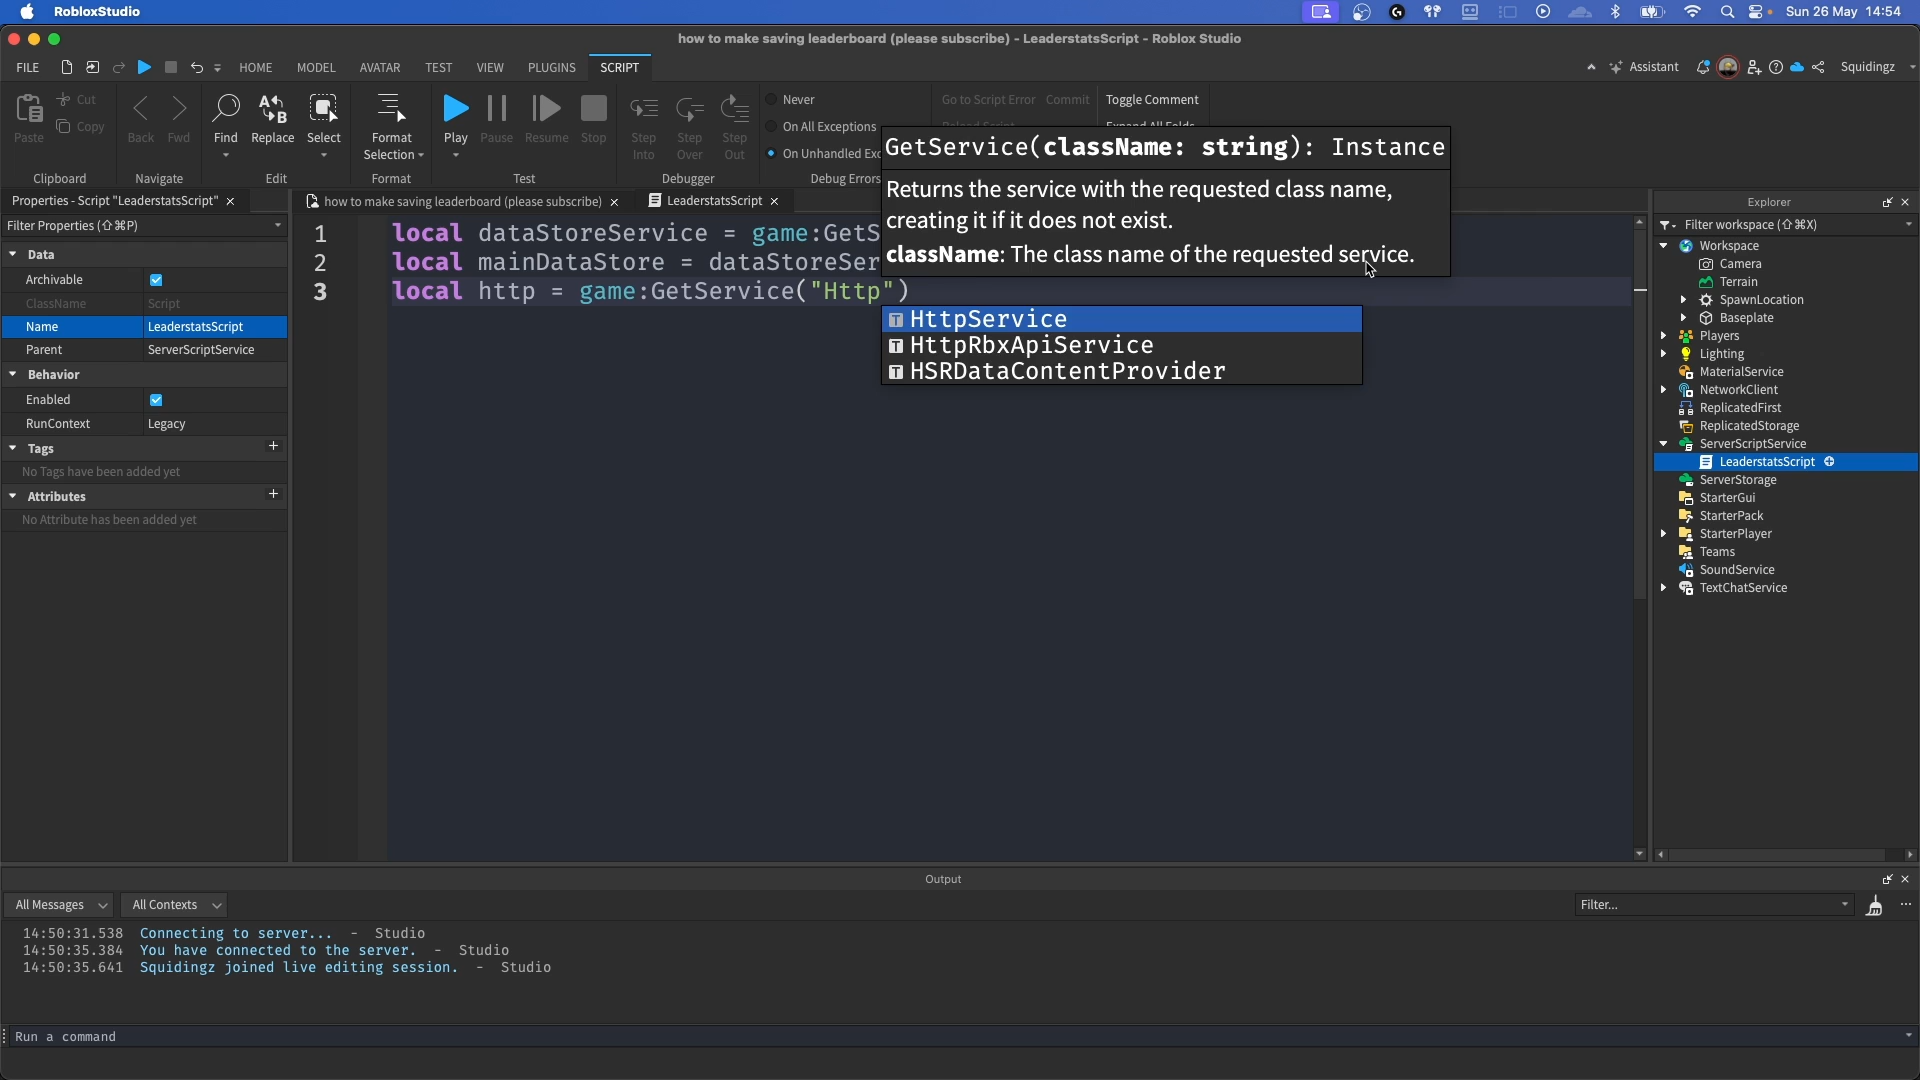 RobloxStudio
Sun 26 May 14:54
how to make saving leaderboard (please subscribe) - LeaderstatsScript - Roblox Studio
FILE HOME MODEL AVATAR TEST VIEW PLUGINS SCRIPT Assistant Squidingz
Paste Cut Copy
Back Fwd
Find Replace Select
Format Selection
Play Pause Resume Stop
Step Into Step Over Step Out
Never
On All Exceptions
On Unhandled Exc
Go to Script Error Commit Toggle Comment
Clipboard Navigate Edit Format Test Debugger Debug Errors
GetService(className: string): Instance
Returns the service with the requested class name,
creating it if it does not exist.
className: The class name of the requested service.
Properties - Script "LeaderstatsScript"
Filter Properties (⇧⌘P)
Data
Archivable
ClassName Script
Name LeaderstatsScript
Parent ServerScriptService
Behavior
Enabled
RunContext Legacy
Tags
No Tags have been added yet
Attributes
No Attribute has been added yet
how to make saving leaderboard (please subscribe)
LeaderstatsScript
1 local dataStoreService = game:GetS
2 local mainDataStore = dataStoreSer
3 local http = game:GetService("Http")
HttpService
HttpRbxApiService
HSRDataContentProvider
Explorer
Filter workspace (⇧⌘X)
Workspace
Camera
Terrain
SpawnLocation
Baseplate
Players
Lighting
MaterialService
NetworkClient
ReplicatedFirst
ReplicatedStorage
ServerScriptService
LeaderstatsScript
ServerStorage
StarterGui
StarterPack
StarterPlayer
Teams
SoundService
TextChatService
Output
All Messages All Contexts Filter...
14:50:31.538 Connecting to server... - Studio
14:50:35.384 You have connected to the server. - Studio
14:50:35.641 Squidingz joined live editing session. - Studio
Run a command